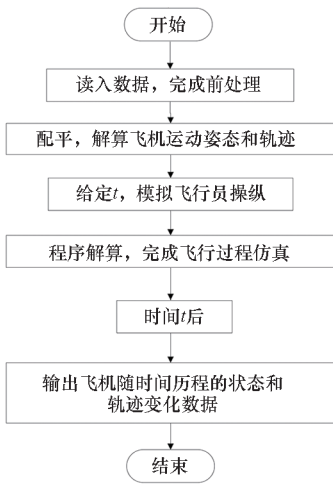 开始
读入数据，完成前处理
配平，解算飞机运动姿态和轨迹
给定t，模拟飞行员操纵
程序解算，完成飞行过程仿真
时间t后
输出飞机随时间历程的状态和
轨迹变化数据
结束